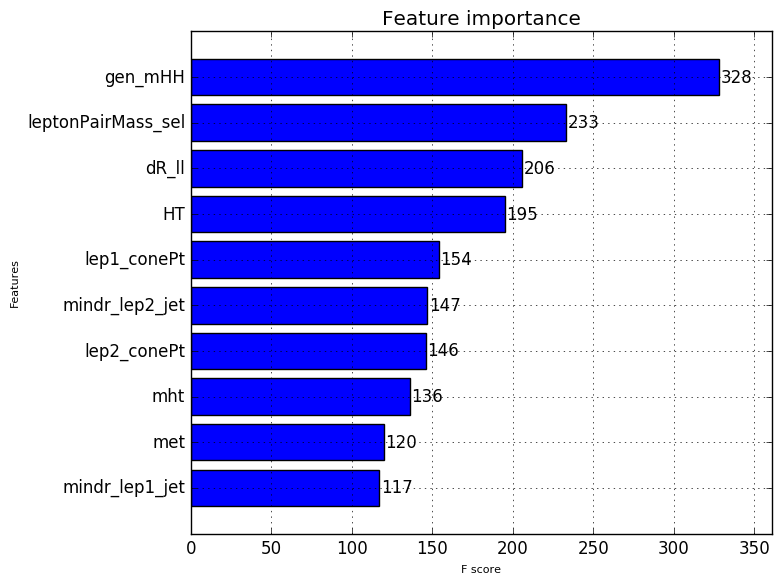 Feature importance
gen_mHH 328
leptonPairMass_sel 233
dR_ll 206
HT 195
lep1_conePt 154
mindr_lep2_jet 147
lep2_conePt 146
mht 136
met 120
mindr_lep1_jet 117
Features
0 50 100 150 200 250 300 350
F score